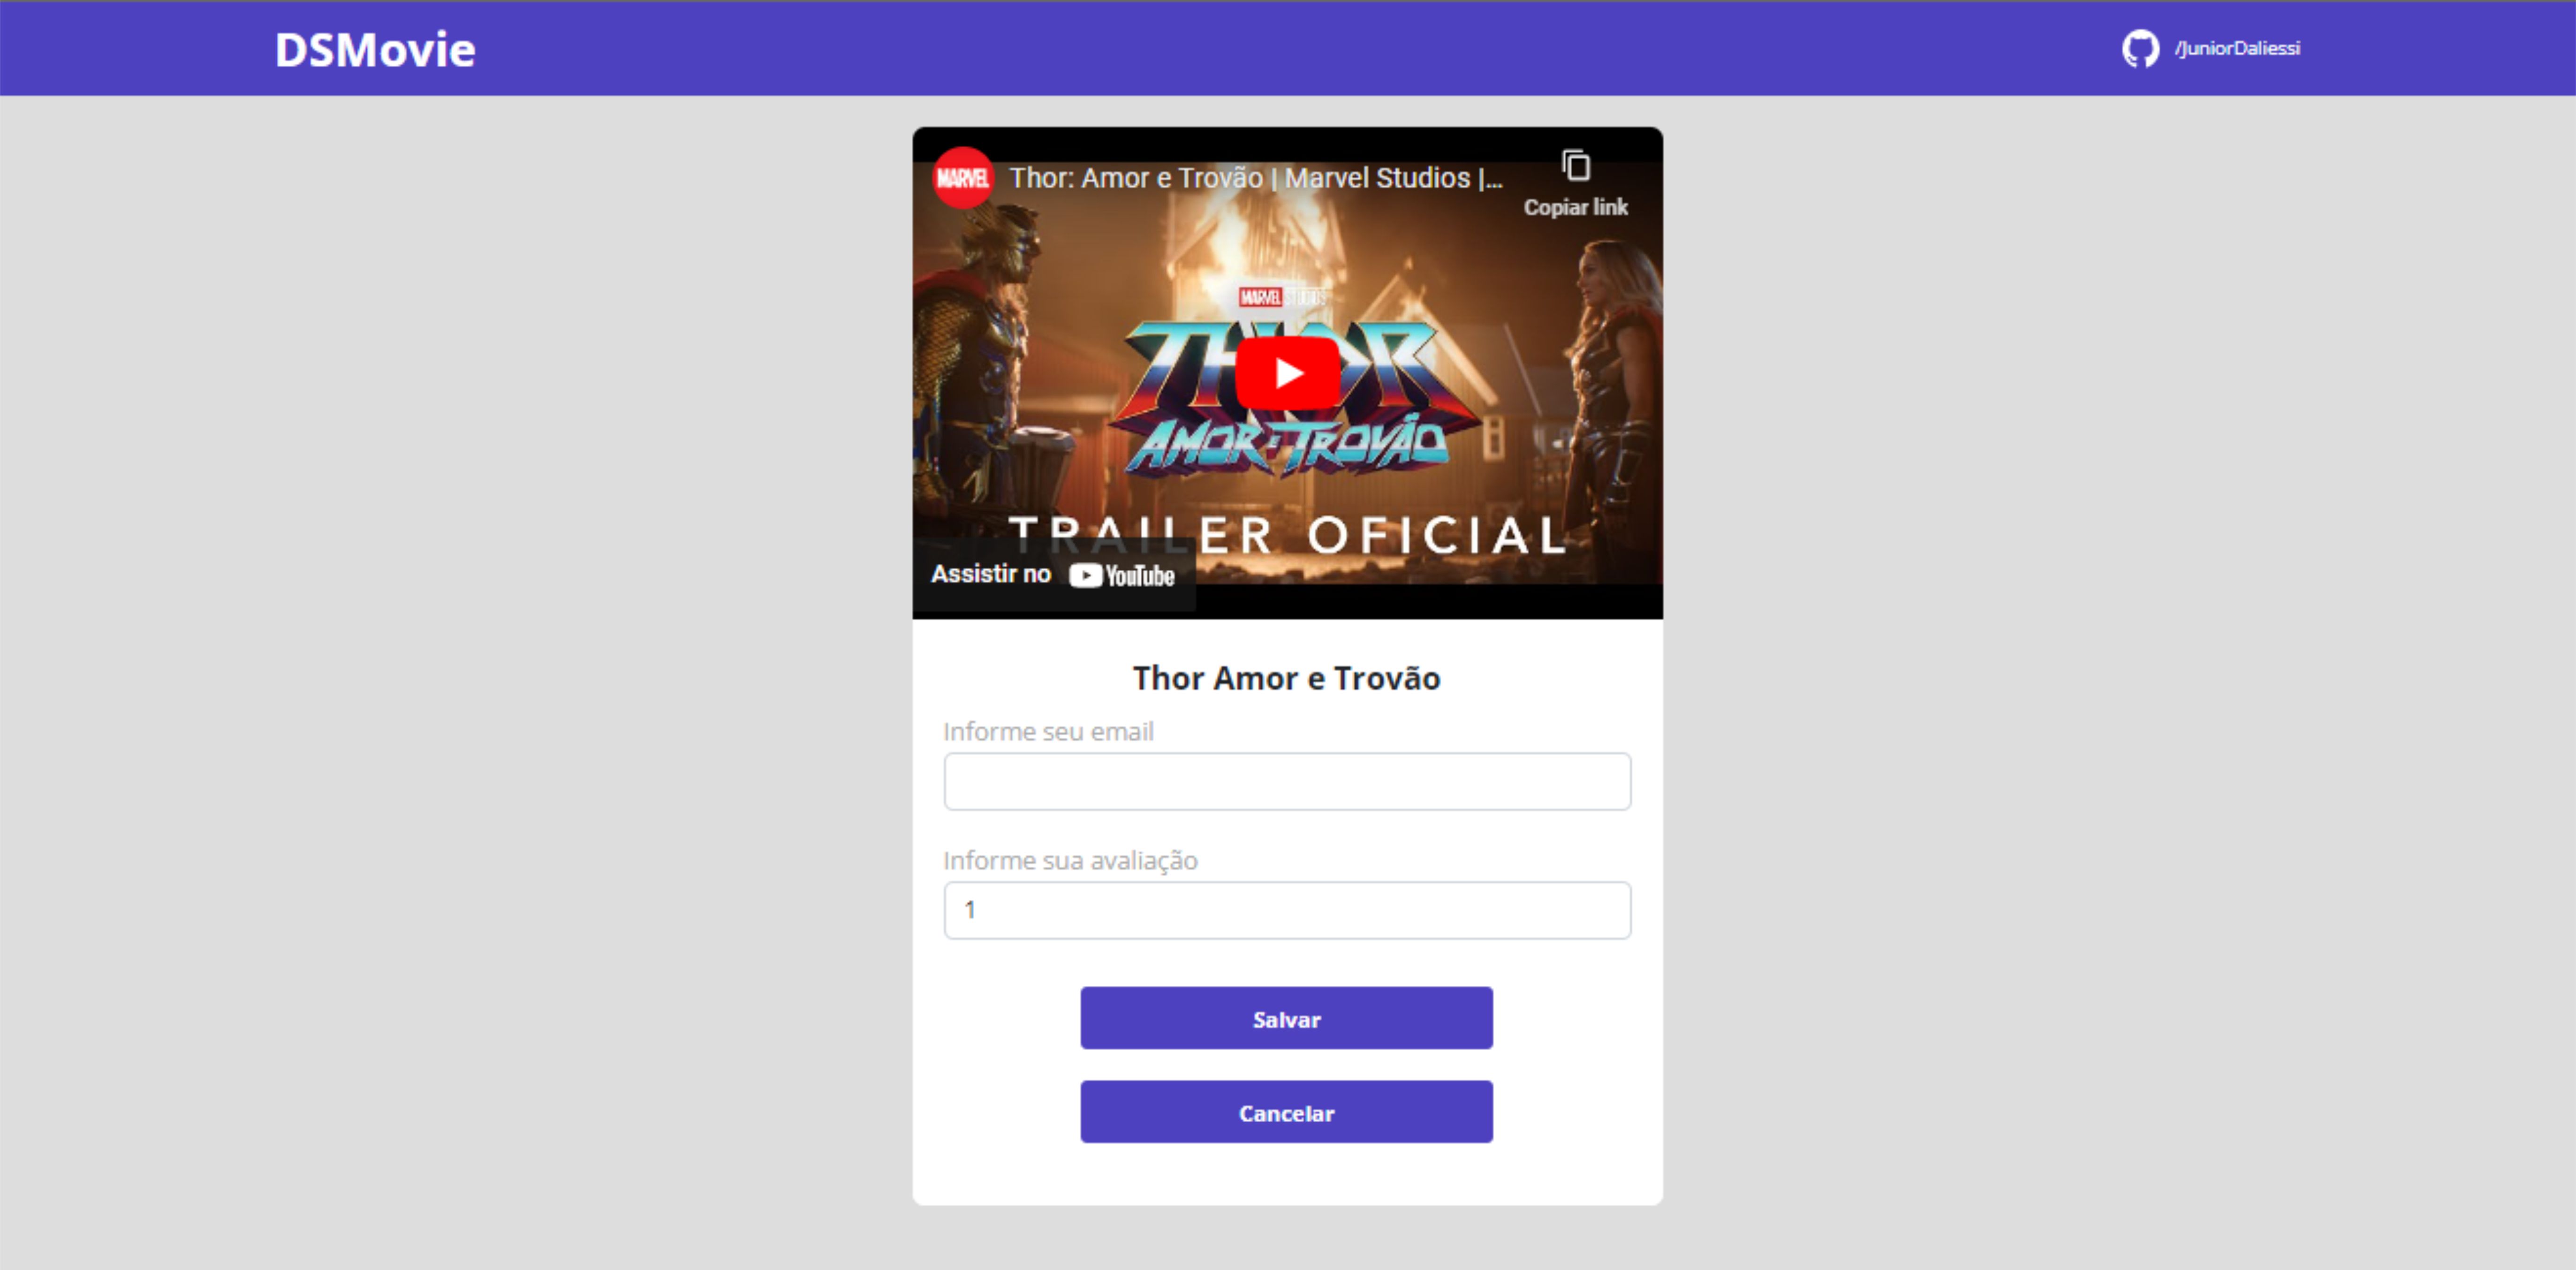 DSMovie
/JuniorDaliessi
MARVEL
Thor: Amor e Trovão | Marvel Studios |...
Copiar link
MARVEL STUDIOS
THOR
AMOR E TROVÃO
TRAILER OFICIAL
Assistir no YouTube
Thor Amor e Trovão
Informe seu email
Informe sua avaliação
1
Salvar
Cancelar